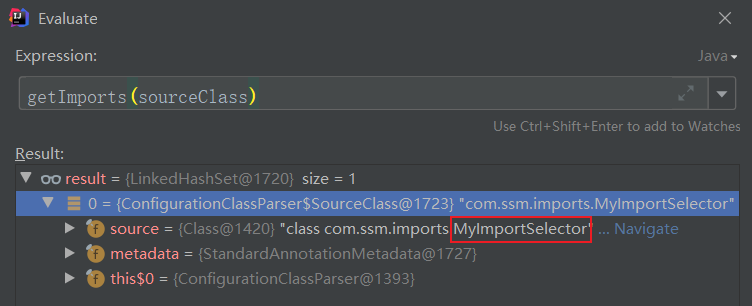 Evaluate
Expression:
Java
getImports(sourceClass)
Use Ctrl+Shift+Enter to add to Watches
Result:
result = {LinkedHashSet@1720} size = 1
0 = {ConfigurationClassParser$SourceClass@1723} "com.ssm.imports.MyImportSelector"
f source = {Class@1420} "class com.ssm.imports.MyImportSelector" ... Navigate
f metadata = {StandardAnnotationMetadata@1727}
f this$0 = {ConfigurationClassParser@1393}